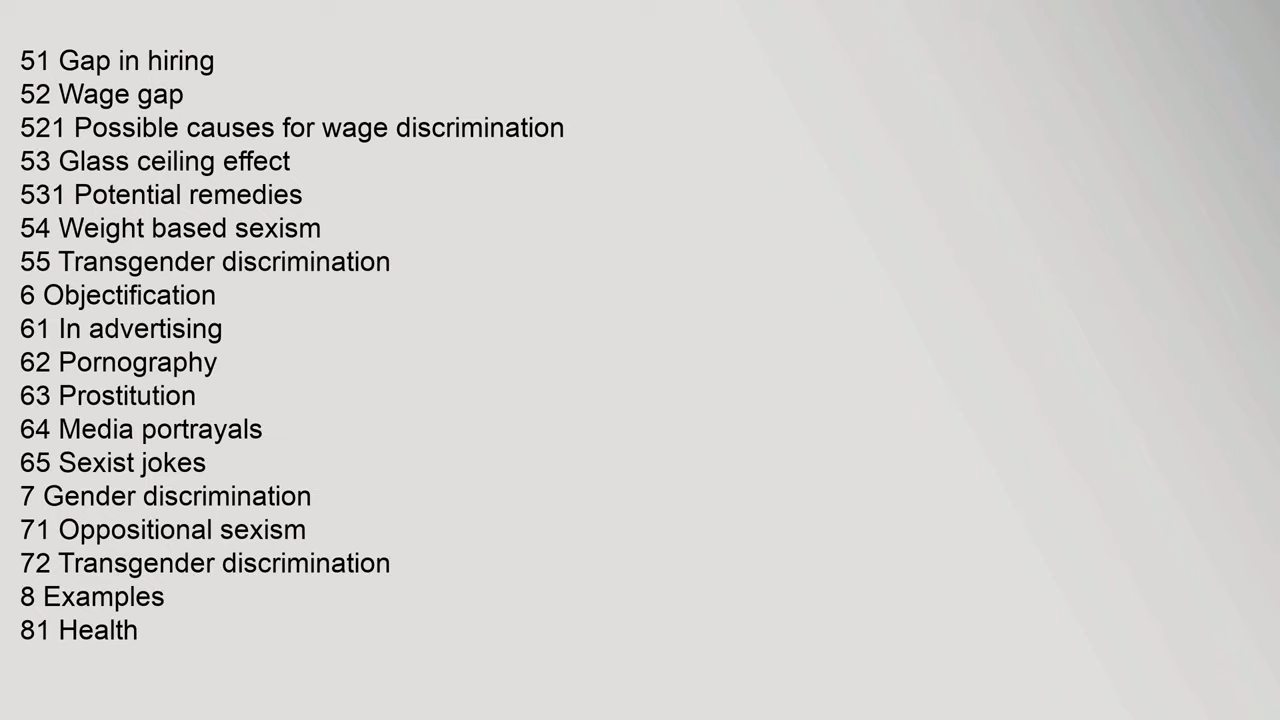 51 Gap in hiring
52 Wage gap
521 Possible causes for wage discrimination
53 Glass ceiling effect
531 Potential remedies
54 Weight based sexism
55 Transgender discrimination
6 Objectification
61 In advertising
62 Pornography
63 Prostitution
64 Media portrayals
65 Sexist jokes
7 Gender discrimination
71 Oppositional sexism
72 Transgender discrimination
8 Examples
81 Health